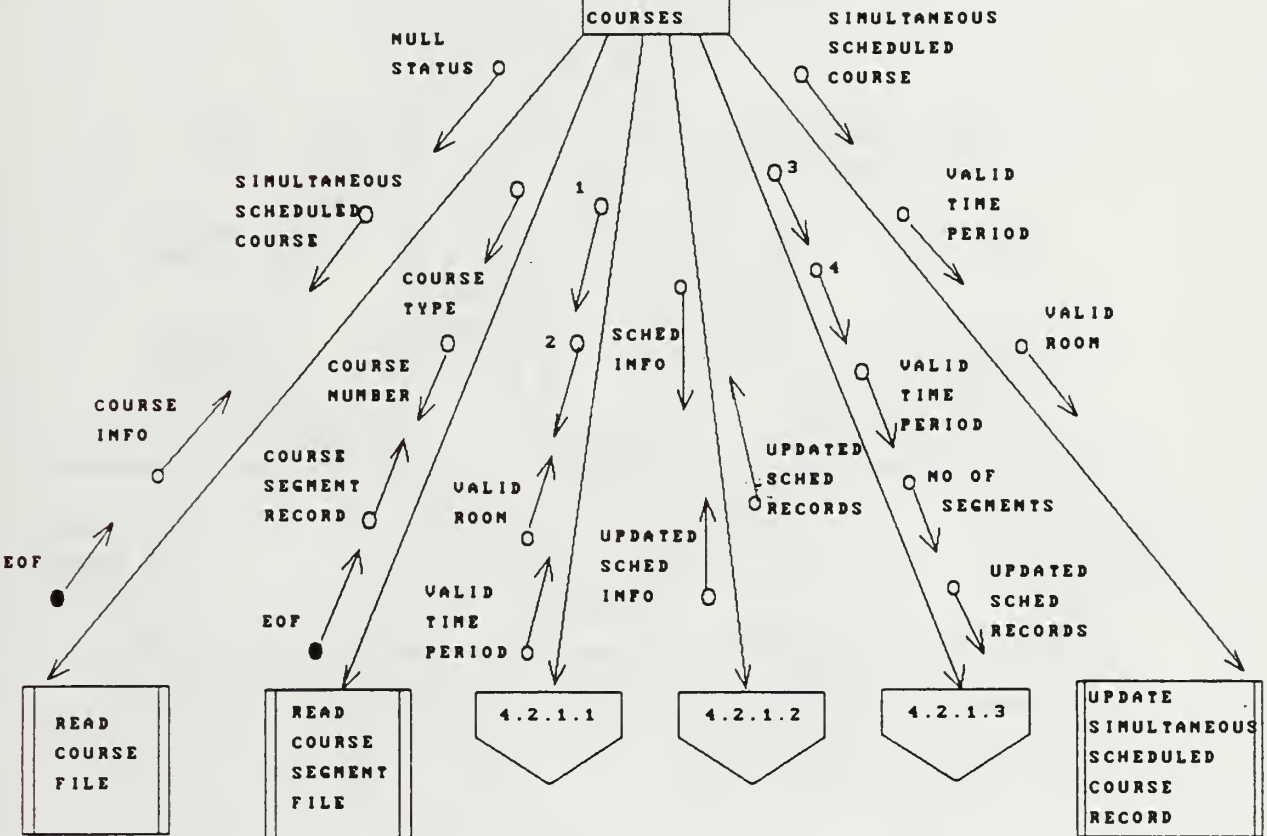 COURSES
NULL
STATUS
SIMULTANEOUS
SCHEDULED
COURSE
SIMULTANEOUS
SCHEDULED
COURSE
COURSE
TYPE
1
3
VALID
TIME
PERIOD
4
COURSE
NUMBER
2
SCHED
INFO
VALID
TIME
PERIOD
VALID
ROOM
COURSE
INFO
COURSE
SEGMENT
RECORD
VALID
ROOM
UPDATED
SCHED
RECORDS
NO OF
SEGMENTS
EOF
EOF
VALID
TIME
PERIOD
UPDATED
SCHED
INFO
UPDATED
SCHED
RECORDS
READ
COURSE
FILE
READ
COURSE
SEGMENT
FILE
4.2.1.1
4.2.1.2
4.2.1.3
UPDATE
SIMULTANEOUS
SCHEDULED
COURSE
RECORD